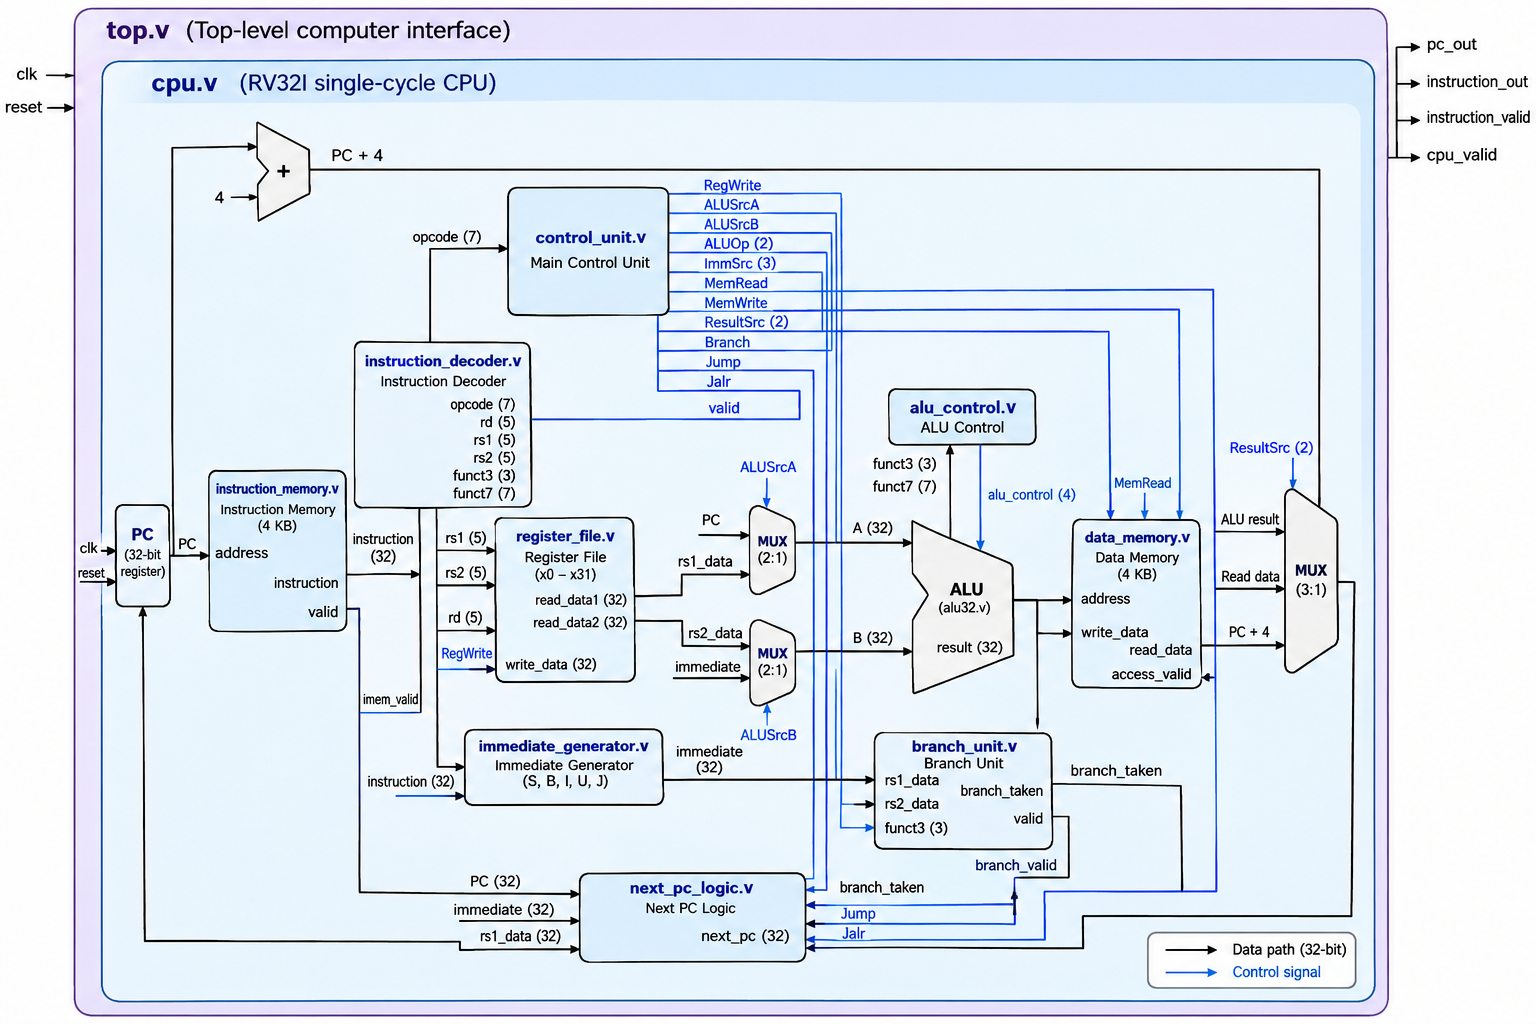 top.v (Top-level computer interface)
cpu.v (RV32I single-cycle CPU)
clk
reset
pc_out
instruction_out
instruction_valid
cpu_valid
+
4
PC + 4
opcode (7)
control_unit.v
Main Control Unit
RegWrite
ALUSrcA
ALUSrcB
ALUOp (2)
ImmSrc (3)
MemRead
MemWrite
ResultSrc (2)
Branch
Jump
Jalr
valid
instruction_decoder.v
Instruction Decoder
opcode (7)
rd (5)
rs1 (5)
rs2 (5)
funct3 (3)
funct7 (7)
alu_control.v
ALU Control
funct3 (3)
funct7 (7)
alu_control (4)
clk
reset
PC
(32-bit
register)
PC
instruction_memory.v
Instruction Memory
(4 KB)
address
instruction
valid
instruction
(32)
imem_valid
rs1 (5)
rs2 (5)
rd (5)
RegWrite
register_file.v
Register File
(x0 – x31)
read_data1 (32)
read_data2 (32)
write_data (32)
ALUSrcA
PC
rs1_data
MUX
(2:1)
A (32)
rs2_data
immediate
MUX
(2:1)
ALUSrcB
B (32)
ALU
(alu32.v)
result (32)
MemRead
data_memory.v
Data Memory
(4 KB)
address
write_data
read_data
access_valid
ResultSrc (2)
ALU result
Read data
PC + 4
MUX
(3:1)
instruction (32)
immediate_generator.v
Immediate Generator
(S, B, I, U, J)
immediate
(32)
branch_unit.v
Branch Unit
rs1_data
branch_taken
rs2_data
valid
funct3 (3)
branch_taken
branch_valid
PC (32)
immediate (32)
rs1_data (32)
next_pc_logic.v
Next PC Logic
next_pc (32)
branch_taken
Jump
Jalr
Data path (32-bit)
Control signal